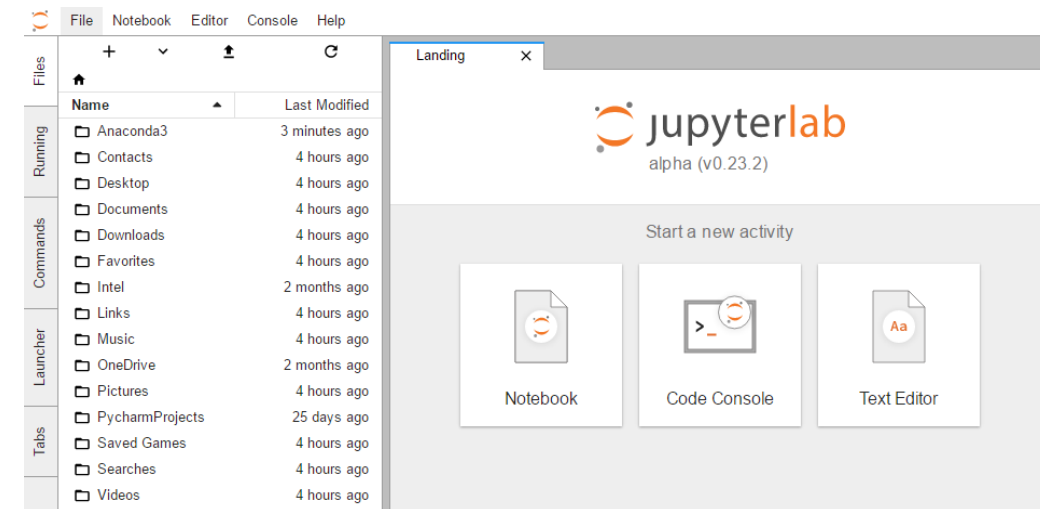 File Notebook Editor Console Help
Files
Running
Commands
Launcher
Tabs
Name Last Modified
Anaconda3 3 minutes ago
Contacts 4 hours ago
Desktop 4 hours ago
Documents 4 hours ago
Downloads 4 hours ago
Favorites 4 hours ago
Intel 2 months ago
Links 4 hours ago
Music 4 hours ago
OneDrive 2 months ago
Pictures 4 hours ago
PycharmProjects 25 days ago
Saved Games 4 hours ago
Searches 4 hours ago
Videos 4 hours ago
Landing
jupyterlab
alpha (v0.23.2)
Start a new activity
>_ Aa
Notebook Code Console Text Editor